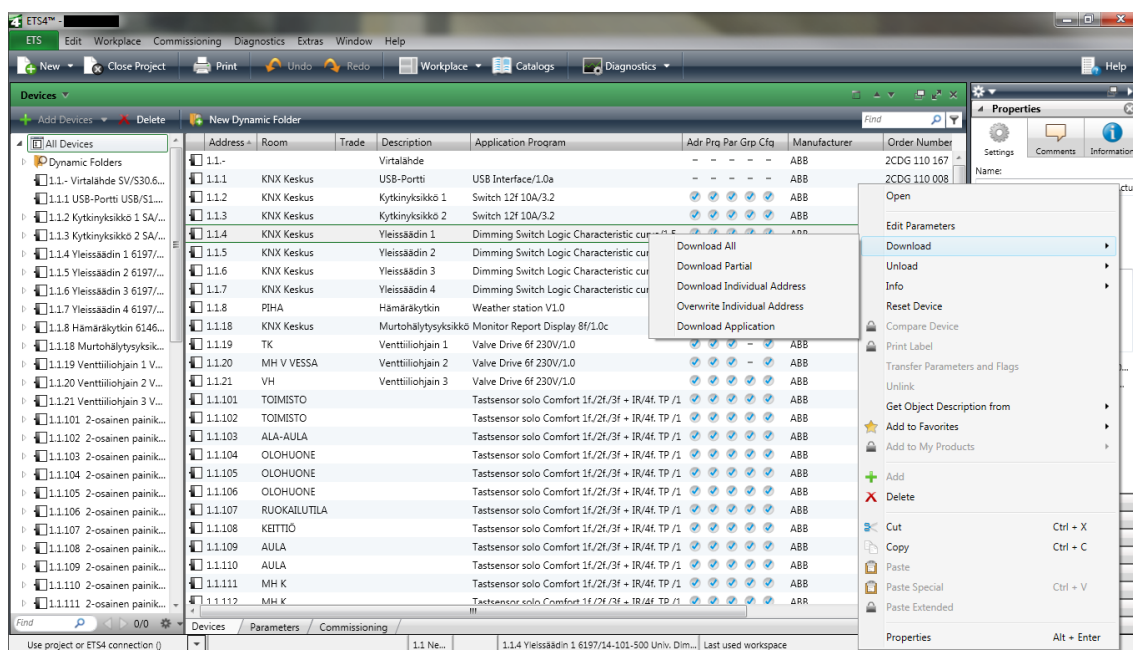 ETS4™ -
ETS Edit Workplace Commissioning Diagnostics Extras Window Help
New Close Project Print Undo Redo Workplace Catalogs Diagnostics Help
Devices
Add Devices Delete New Dynamic Folder Find
All Devices
Dynamic Folders
1.1.- Virtalähde SV/S30.6...
1.1.1 USB-Portti USB/S1....
1.1.2 Kytkinyksikkö 1 SA/...
1.1.3 Kytkinyksikkö 2 SA/...
1.1.4 Yleissäädin 1 6197/...
1.1.5 Yleissäädin 2 6197/...
1.1.6 Yleissäädin 3 6197/...
1.1.7 Yleissäädin 4 6197/...
1.1.8 Hämäräkytkin 6146...
1.1.18 Murtohälytysyksik...
1.1.19 Venttiiliohjain 1 V...
1.1.20 Venttiiliohjain 2 V...
1.1.21 Venttiiliohjain 3 V...
1.1.101 2-osainen painik...
1.1.102 2-osainen painik...
1.1.103 2-osainen painik...
1.1.104 2-osainen painik...
1.1.105 2-osainen painik...
1.1.106 2-osainen painik...
1.1.107 2-osainen painik...
1.1.108 2-osainen painik...
1.1.109 2-osainen painik...
1.1.110 2-osainen painik...
1.1.111 2-osainen painik...
Find 0/0
Address Room Trade Description Application Program Adr Prg Par Grp Cfg Manufacturer Order Number
1.1.- Virtalähde - - - - - ABB 2CDG 110 167
1.1.1 KNX Keskus USB-Portti USB Interface/1.0a - - - - - ABB 2CDG 110 008
1.1.2 KNX Keskus Kytkinyksikkö 1 Switch 12f 10A/3.2 ABB
1.1.3 KNX Keskus Kytkinyksikkö 2 Switch 12f 10A/3.2 ABB
1.1.4 KNX Keskus Yleissäädin 1 Dimming Switch Logic Characteristic curve/1.5 ABB
1.1.5 KNX Keskus Yleissäädin 2 Dimming Switch Logic Characteristic cur
1.1.6 KNX Keskus Yleissäädin 3 Dimming Switch Logic Characteristic cur
1.1.7 KNX Keskus Yleissäädin 4 Dimming Switch Logic Characteristic cur
1.1.8 PIHA Hämäräkytkin Weather station V1.0
1.1.18 KNX Keskus Murtohälytysyksikkö Monitor Report Display 8f/1.0c
1.1.19 TK Venttiiliohjain 1 Valve Drive 6f 230V/1.0 - ABB
1.1.20 MH V VESSA Venttiiliohjain 2 Valve Drive 6f 230V/1.0 - ABB
1.1.21 VH Venttiiliohjain 3 Valve Drive 6f 230V/1.0 ABB
1.1.101 TOIMISTO Tastsensor solo Comfort 1f./2f./3f + IR/4f. TP /1 ABB
1.1.102 TOIMISTO Tastsensor solo Comfort 1f./2f./3f + IR/4f. TP /1 ABB
1.1.103 ALA-AULA Tastsensor solo Comfort 1f./2f./3f + IR/4f. TP /1 ABB
1.1.104 OLOHUONE Tastsensor solo Comfort 1f./2f./3f + IR/4f. TP /1 ABB
1.1.105 OLOHUONE Tastsensor solo Comfort 1f./2f./3f + IR/4f. TP /1 ABB
1.1.106 OLOHUONE Tastsensor solo Comfort 1f./2f./3f + IR/4f. TP /1 ABB
1.1.107 RUOKAILUTILA Tastsensor solo Comfort 1f./2f./3f + IR/4f. TP /1 ABB
1.1.108 KEITTIÖ Tastsensor solo Comfort 1f./2f./3f + IR/4f. TP /1 ABB
1.1.109 AULA Tastsensor solo Comfort 1f./2f./3f + IR/4f. TP /1 ABB
1.1.110 AULA Tastsensor solo Comfort 1f./2f./3f + IR/4f. TP /1 ABB
1.1.111 MH K Tastsensor solo Comfort 1f./2f./3f + IR/4f. TP /1 ABB
1.1.112 MH K Tastsensor solo Comfort 1f./2f./3f + IR/4f. TP /1 ABB
Download All
Download Partial
Download Individual Address
Overwrite Individual Address
Download Application
Properties
Settings Comments Information
Name:
Open
Edit Parameters
Download
Unload
Info
Reset Device
Compare Device
Print Label
Transfer Parameters and Flags
Unlink
Get Object Description from
Add to Favorites
Add to My Products
Add
Delete
Cut Ctrl + X
Copy Ctrl + C
Paste
Paste Special Ctrl + V
Paste Extended
Properties Alt + Enter
Devices Parameters Commissioning
Use project or ETS4 connection () 1.1 Ne... 1.1.4 Yleissäädin 1 6197/14-101-500 Univ. Dim... Last used workspace